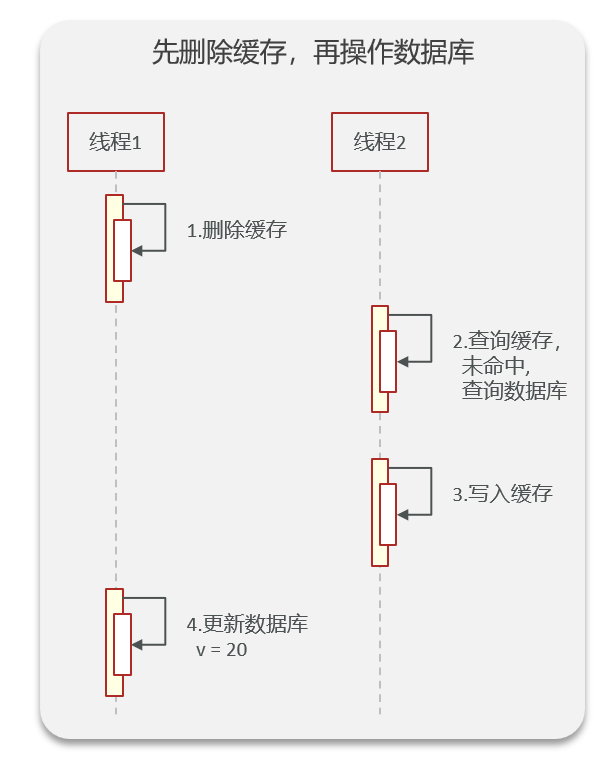 先删除缓存，再操作数据库
线程1
线程2
1.删除缓存
2.查询缓存，
未命中,
查询数据库
3.写入缓存
4.更新数据库
v = 20